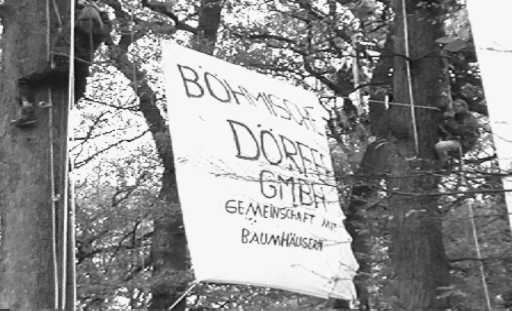 BÖHMISCHE
DÖRFER
GMBH
GEMEINSCHAFT MIT
BAUMHÄUSERN